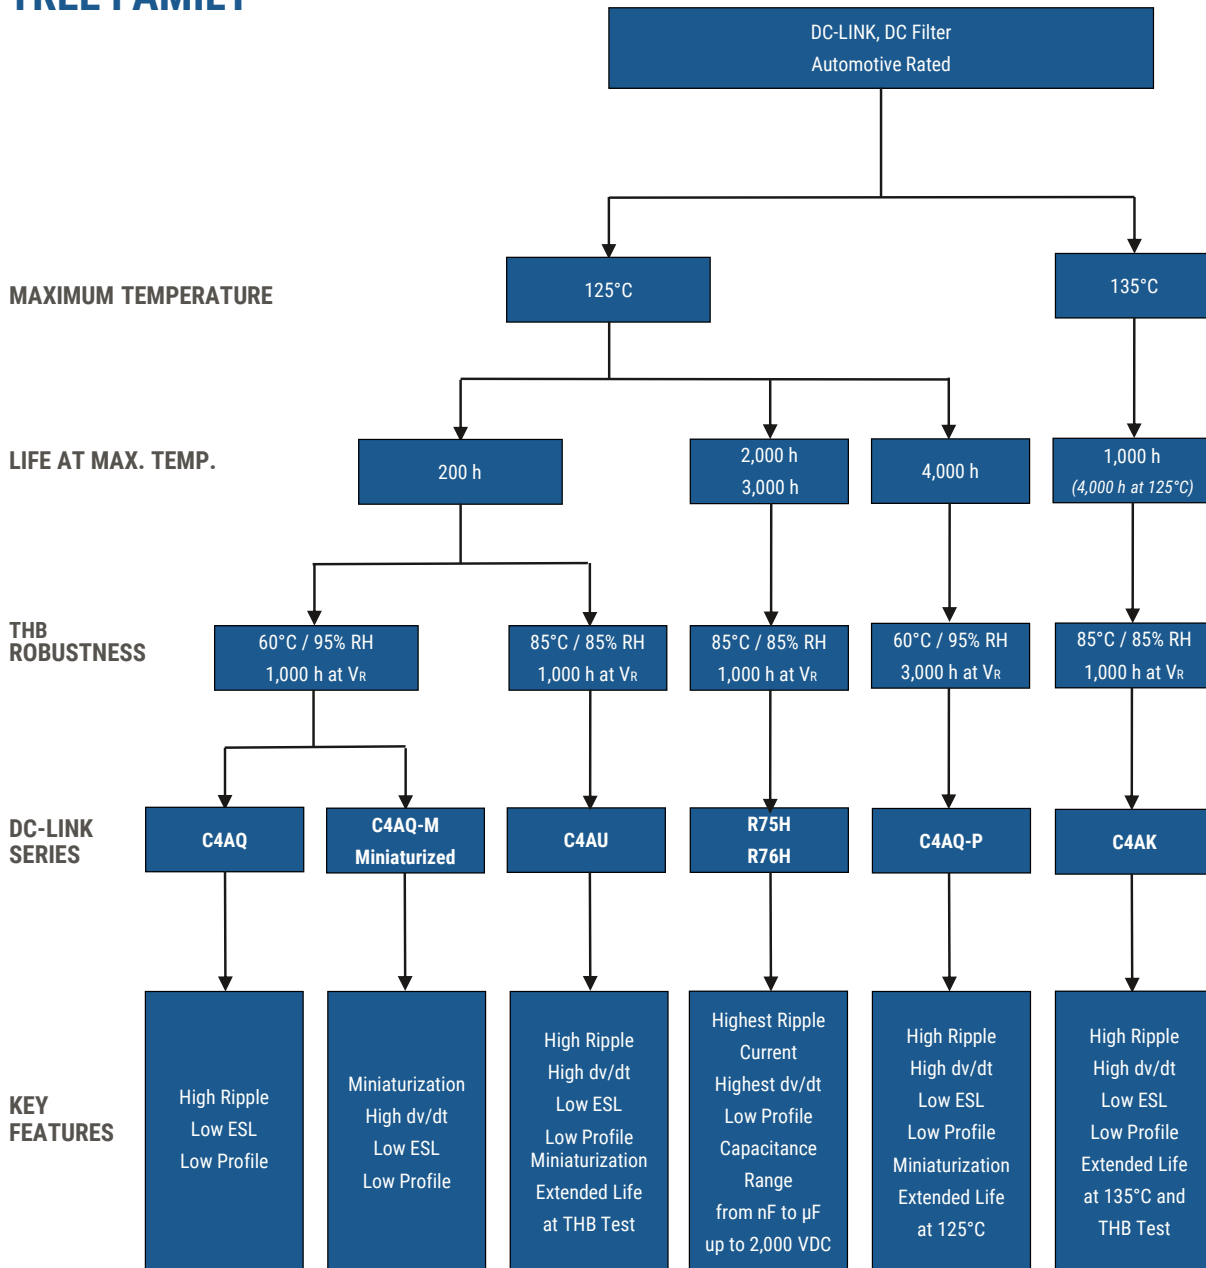 TREE FAMILY
DC-LINK, DC Filter
Automotive Rated
MAXIMUM TEMPERATURE
125°C
135°C
LIFE AT MAX. TEMP.
200 h
2,000 h
3,000 h
4,000 h
1,000 h
(4,000 h at 125°C)
THB
ROBUSTNESS
60°C / 95% RH
1,000 h at VR
85°C / 85% RH
1,000 h at VR
85°C / 85% RH
1,000 h at VR
60°C / 95% RH
3,000 h at VR
85°C / 85% RH
1,000 h at VR
DC-LINK
SERIES
C4AQ
C4AQ-M
Miniaturized
C4AU
R75H
R76H
C4AQ-P
C4AK
KEY
FEATURES
High Ripple
Low ESL
Low Profile
Miniaturization
High dv/dt
Low ESL
Low Profile
High Ripple
High dv/dt
Low ESL
Low Profile
Miniaturization
Extended Life
at THB Test
Highest Ripple
Current
Highest dv/dt
Low Profile
Capacitance
Range
from nF to µF
up to 2,000 VDC
High Ripple
High dv/dt
Low ESL
Low Profile
Miniaturization
Extended Life
at 125°C
High Ripple
High dv/dt
Low ESL
Low Profile
Extended Life
at 135°C and
THB Test